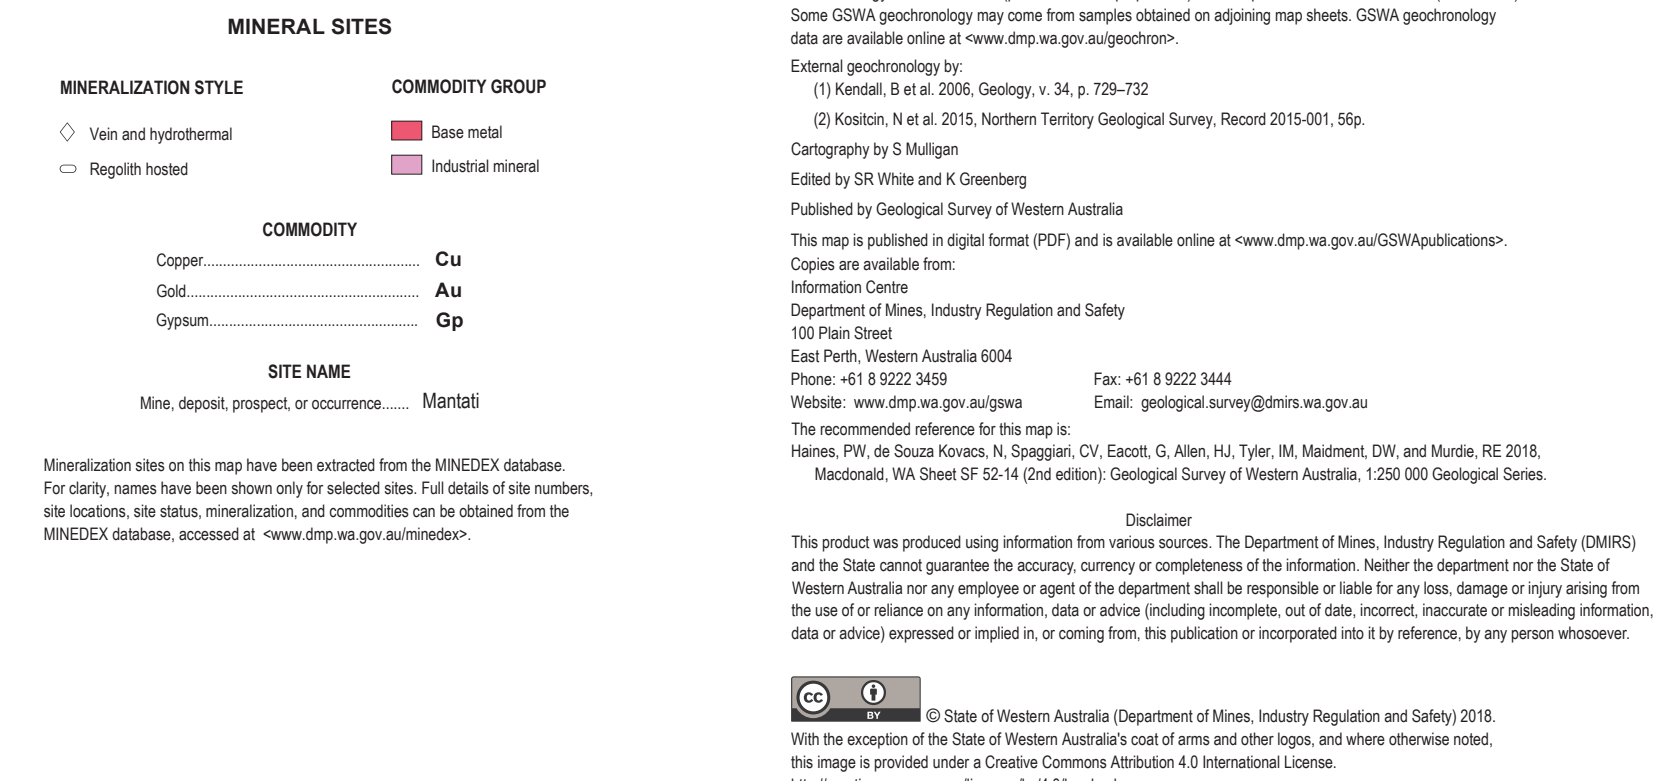 MINERAL SITES
MINERALIZATION STYLE
Vein and hydrothermal
Regolith hosted
COMMODITY GROUP
Base metal
Industrial mineral
COMMODITY
Copper...................................................... Cu
Gold.......................................................... Au
Gypsum.................................................... Gp
SITE NAME
Mine, deposit, prospect, or occurrence....... Mantati
Mineralization sites on this map have been extracted from the MINEDEX database.
For clarity, names have been shown only for selected sites. Full details of site numbers,
site locations, site status, mineralization, and commodities can be obtained from the
MINEDEX database, accessed at <www.dmp.wa.gov.au/minedex>.
Some GSWA geochronology may come from samples obtained on adjoining map sheets. GSWA geochronology
data are available online at <www.dmp.wa.gov.au/geochron>.
External geochronology by:
(1) Kendall, B et al. 2006, Geology, v. 34, p. 729–732
(2) Kositcin, N et al. 2015, Northern Territory Geological Survey, Record 2015-001, 56p.
Cartography by S Mulligan
Edited by SR White and K Greenberg
Published by Geological Survey of Western Australia
This map is published in digital format (PDF) and is available online at <www.dmp.wa.gov.au/GSWApublications>.
Copies are available from:
Information Centre
Department of Mines, Industry Regulation and Safety
100 Plain Street
East Perth, Western Australia 6004
Phone: +61 8 9222 3459 Fax: +61 8 9222 3444
Website: www.dmp.wa.gov.au/gswa Email: geological.survey@dmirs.wa.gov.au
The recommended reference for this map is:
Haines, PW, de Souza Kovacs, N, Spaggiari, CV, Eacott, G, Allen, HJ, Tyler, IM, Maidment, DW, and Murdie, RE 2018,
Macdonald, WA Sheet SF 52-14 (2nd edition): Geological Survey of Western Australia, 1:250 000 Geological Series.
Disclaimer
This product was produced using information from various sources. The Department of Mines, Industry Regulation and Safety (DMIRS)
and the State cannot guarantee the accuracy, currency or completeness of the information. Neither the department nor the State of
Western Australia nor any employee or agent of the department shall be responsible or liable for any loss, damage or injury arising from
the use of or reliance on any information, data or advice (including incomplete, out of date, incorrect, inaccurate or misleading information,
data or advice) expressed or implied in, or coming from, this publication or incorporated into it by reference, by any person whosoever.
CC BY
© State of Western Australia (Department of Mines, Industry Regulation and Safety) 2018.
With the exception of the State of Western Australia's coat of arms and other logos, and where otherwise noted,
this image is provided under a Creative Commons Attribution 4.0 International License.